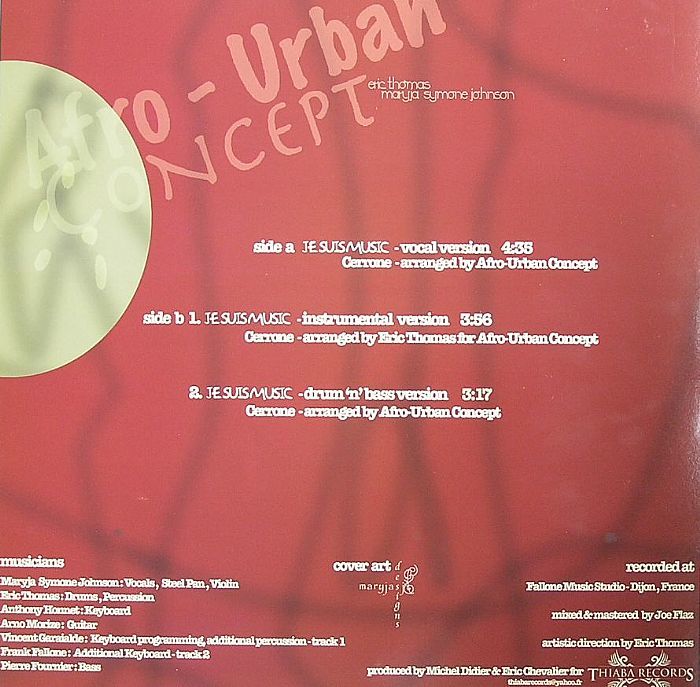 Afro - Urban
CONCEPT
eric thomas
maryja symone johnson
side a JE SUIS MUSIC - vocal version 4:35
Cerrone - arranged by Afro-Urban Concept
side b 1. JE SUIS MUSIC - instrumental version 3:56
Cerrone - arranged by Eric Thomas for Afro-Urban Concept
2. JE SUIS MUSIC - drum 'n' bass version 3:17
Cerrone - arranged by Afro-Urban Concept
musicians
Maryja Symone Johnson : Vocals , Steel Pan , Violin
Eric Thomas : Drums , Percussion
Anthony Honnet : Keyboard
Arno Morize : Guitar
Vincent Garaialde : Keyboard programming, additional percussion - track 1
Frank Fallone : Additional Keyboard - track 2
Pierre Fournier : Bass
cover art
maryjas
designs
recorded at
Fallone Music Studio - Dijon , France
mixed & mastered by Joe Flaz
artistic direction by Eric Thomas
produced by Michel Didier & Eric Chevalier for THIABA RECORDS
thiabarecords@yahoo.fr